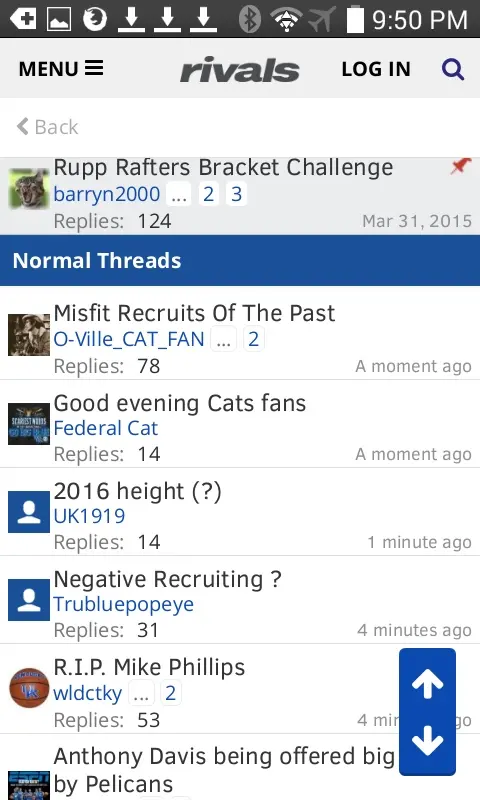 9:50 PM
MENU rivals LOG IN
Back
Rupp Rafters Bracket Challenge
barryn2000 ... 2 3
Replies: 124 Mar 31, 2015
Normal Threads
Misfit Recruits Of The Past
O-Ville_CAT_FAN ... 2
Replies: 78 A moment ago
Good evening Cats fans
Federal Cat
Replies: 14 A moment ago
2016 height (?)
UK1919
Replies: 14 1 minute ago
Negative Recruiting ?
Trubluepopeye
Replies: 31 4 minutes ago
R.I.P. Mike Phillips
wldctky ... 2
Replies: 53 4 min go
Anthony Davis being offered big
by Pelicans